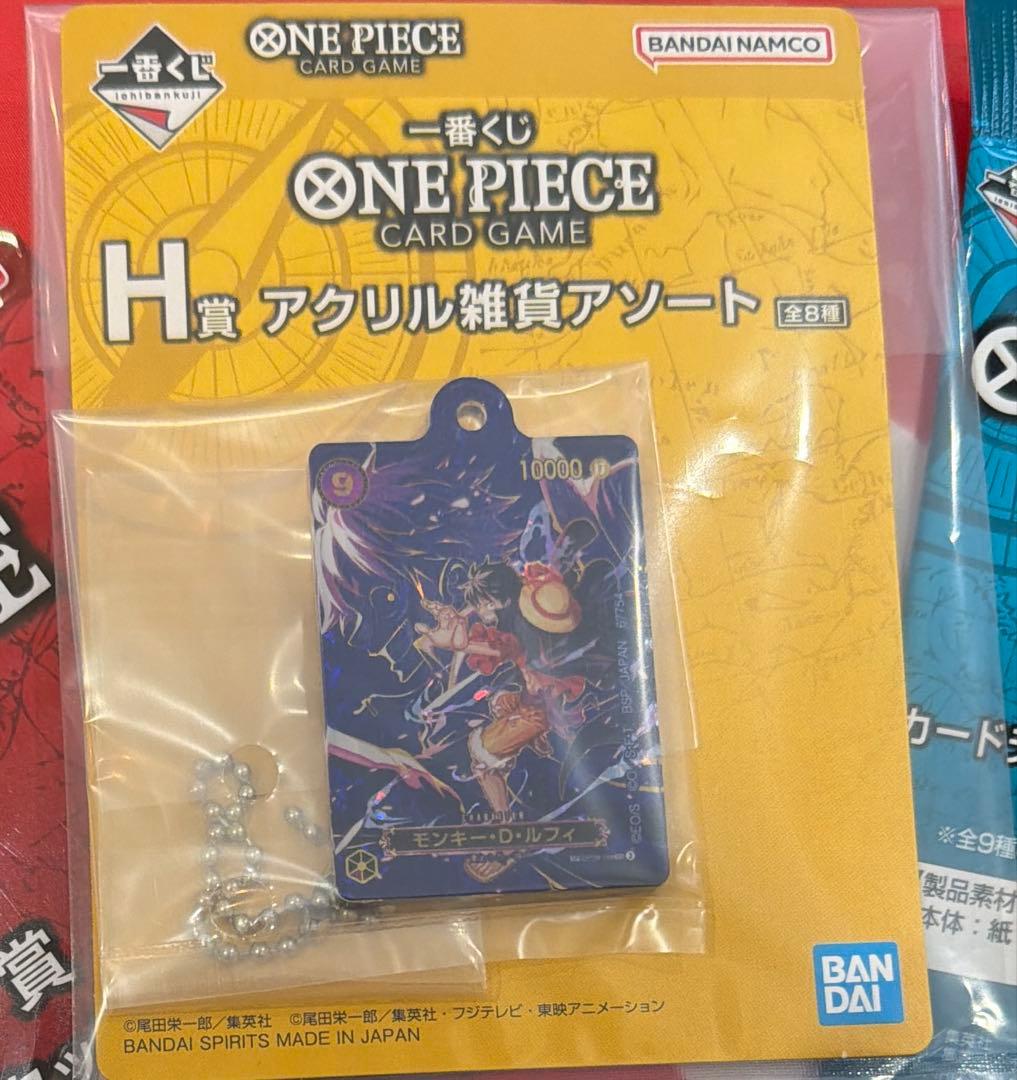 一番くじ
ichibankuji
ONE PIECE
CARD GAME
BANDAI NAMCO
一番くじ
ONE PIECE
CARD GAME
H賞 アクリル雑貨アソート 全8種
9
10000
©EO/S ©EO/S･F･T BSP JAPAN 67754
CHARACTER
モンキー・D・ルフィ
©尾田栄一郎／集英社 ©尾田栄一郎／集英社・フジテレビ・東映アニメーション
BANDAI SPIRITS MADE IN JAPAN
BAN
DAI
賞
カード
※全9種
製品素材
本体：紙